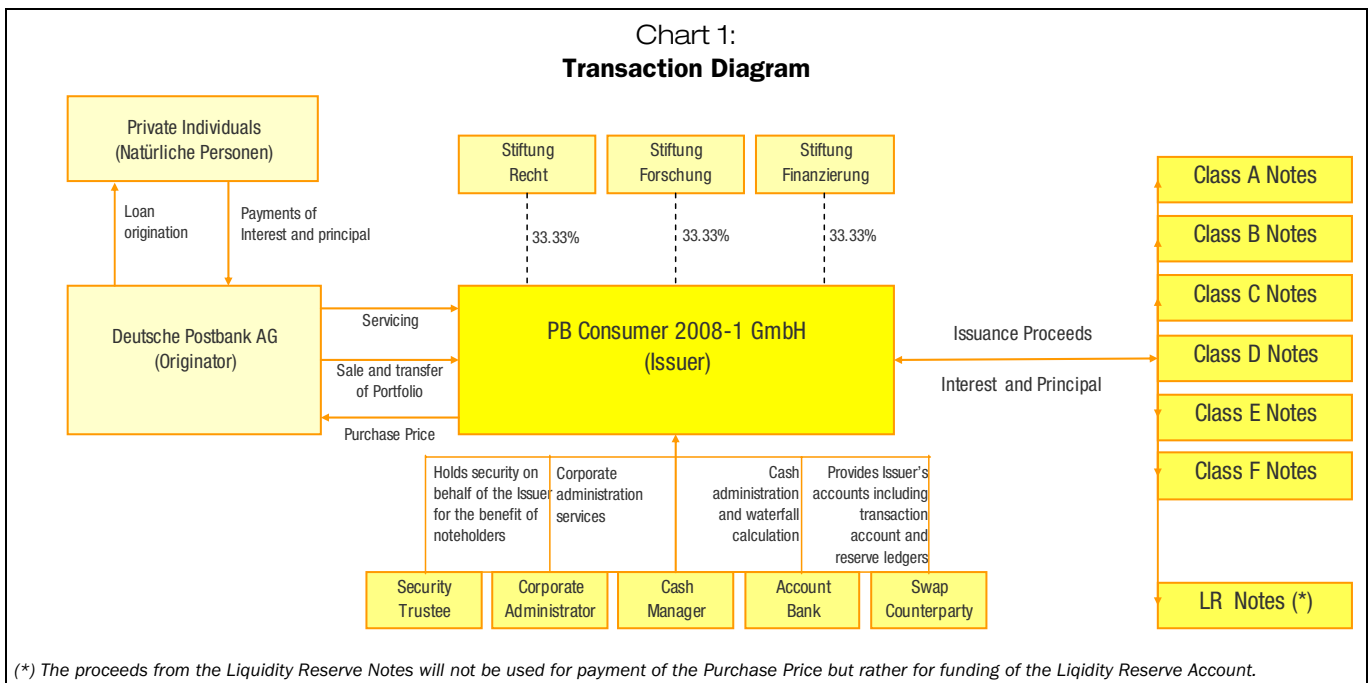 Chart 1:
Transaction Diagram
Private Individuals
(Natürliche Personen)
Stiftung
Recht
Stiftung
Forschung
Stiftung
Finanzierung
Class A Notes
Class B Notes
Class C Notes
Class D Notes
Class E Notes
Class F Notes
LR Notes (*)
Loan
origination
Payments of
Interest and principal
33.33%
33.33%
33.33%
Deutsche Postbank AG
(Originator)
Servicing
Sale and transfer
of Portfolio
Purchase Price
PB Consumer 2008-1 GmbH
(Issuer)
Issuance Proceeds
Interest and Principal
Holds security on
behalf of the Issuer
for the benefit of
noteholders
Corporate
administration
services
Cash
administration
and waterfall
calculation
Provides Issuer's
accounts including
transaction
account and
reserve ledgers
Security
Trustee
Corporate
Administrator
Cash
Manager
Account
Bank
Swap
Counterparty
(*) The proceeds from the Liquidity Reserve Notes will not be used for payment of the Purchase Price but rather for funding of the Liqidity Reserve Account.